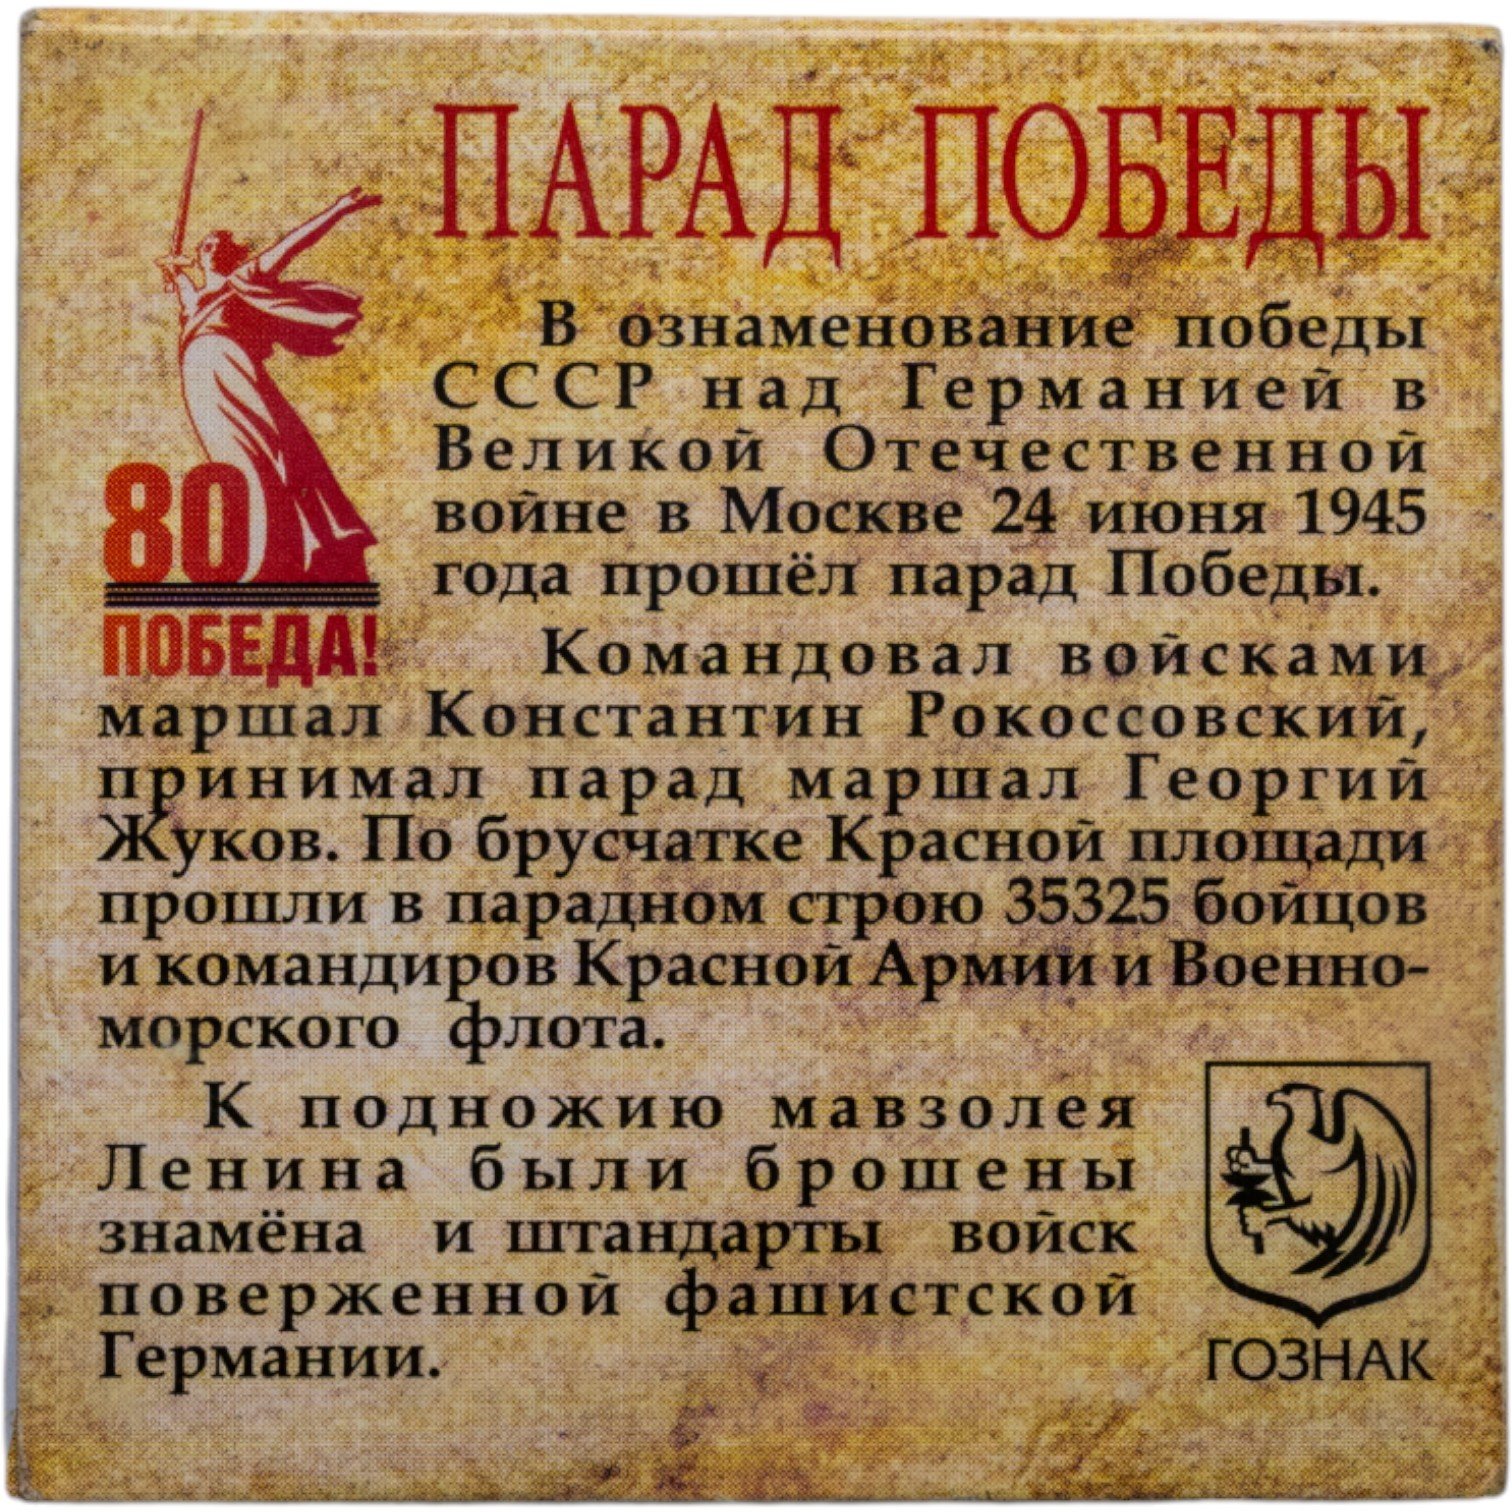 ПАРАД ПОБЕДЫ
В ознаменование победы
СССР над Германией в
Великой Отечественной
войне в Москве 24 июня 1945
года прошёл парад Победы.
80
ПОБЕДА!
Командовал войсками
маршал Константин Рокоссовский,
принимал парад маршал Георгий
Жуков. По брусчатке Красной площади
прошли в парадном строю 35325 бойцов
и командиров Красной Армии и Военно-
морского флота.
К подножию мавзолея
Ленина были брошены
знамёна и штандарты войск
поверженной фашистской
Германии.
ГОЗНАК